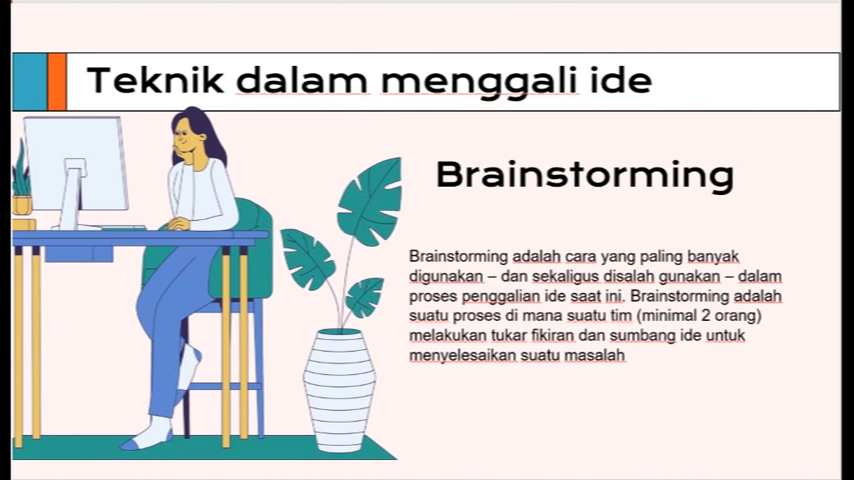 Teknik dalam menggali ide
Brainstorming
Brainstorming adalah cara yang paling banyak
digunakan – dan sekaligus disalah gunakan – dalam
proses penggalian ide saat ini. Brainstorming adalah
suatu proses di mana suatu tim (minimal 2 orang)
melakukan tukar fikiran dan sumbang ide untuk
menyelesaikan suatu masalah